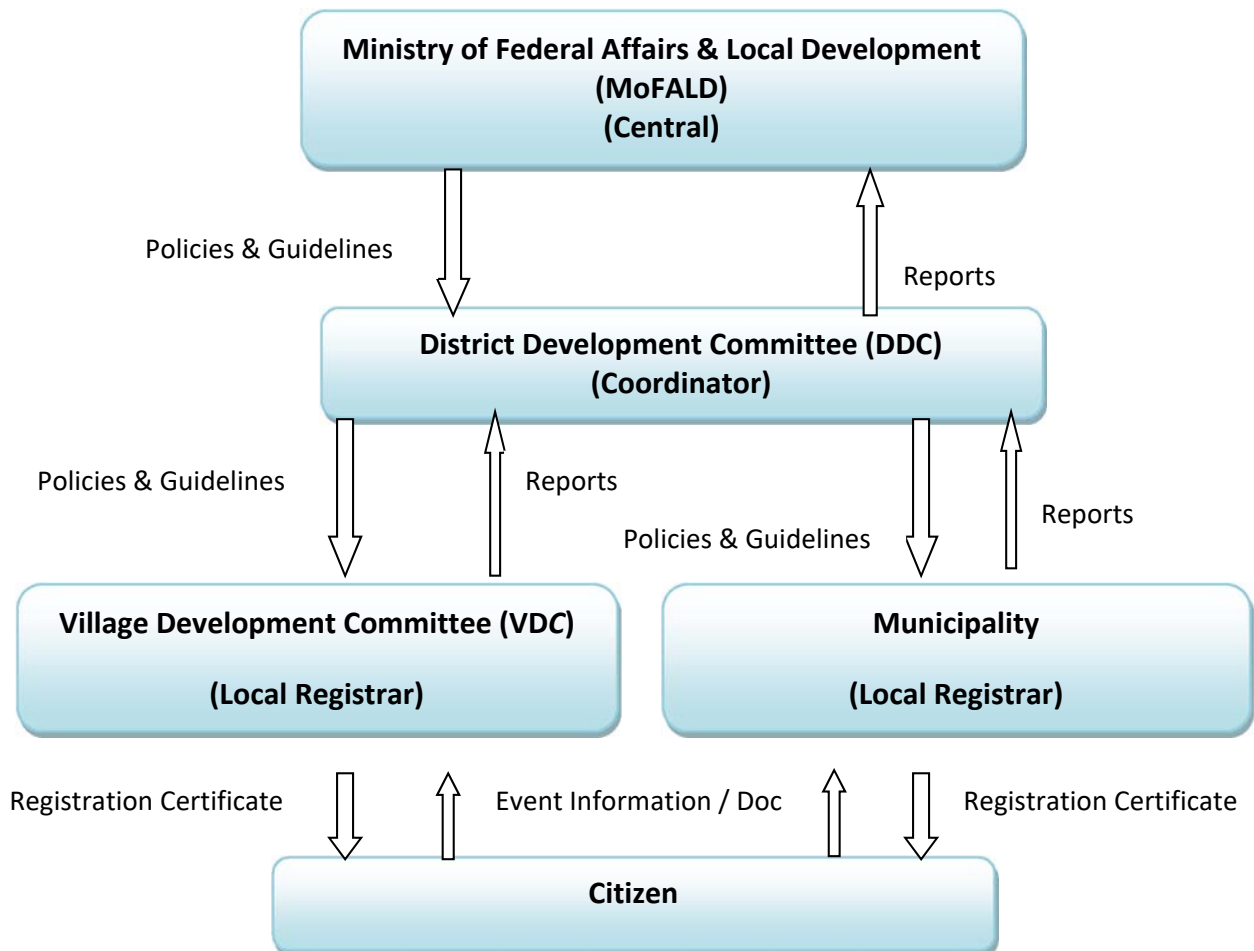 Ministry of Federal Affairs & Local Development
(MoFALD)
(Central)
Policies & Guidelines
Reports
District Development Committee (DDC)
(Coordinator)
Policies & Guidelines
Reports
Policies & Guidelines
Reports
Village Development Committee (VDC)
(Local Registrar)
Municipality
(Local Registrar)
Registration Certificate
Event Information / Doc
Registration Certificate
Citizen